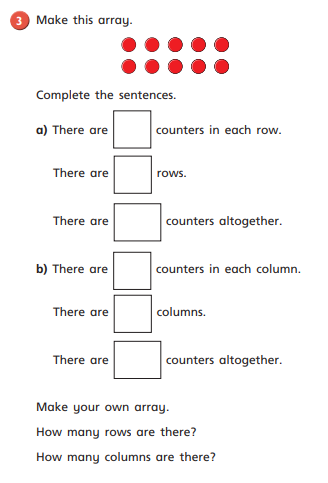 3 Make this array.
Complete the sentences.
a) There are counters in each row.
There are rows.
There are counters altogether.
b) There are counters in each column.
There are columns.
There are counters altogether.
Make your own array.
How many rows are there?
How many columns are there?